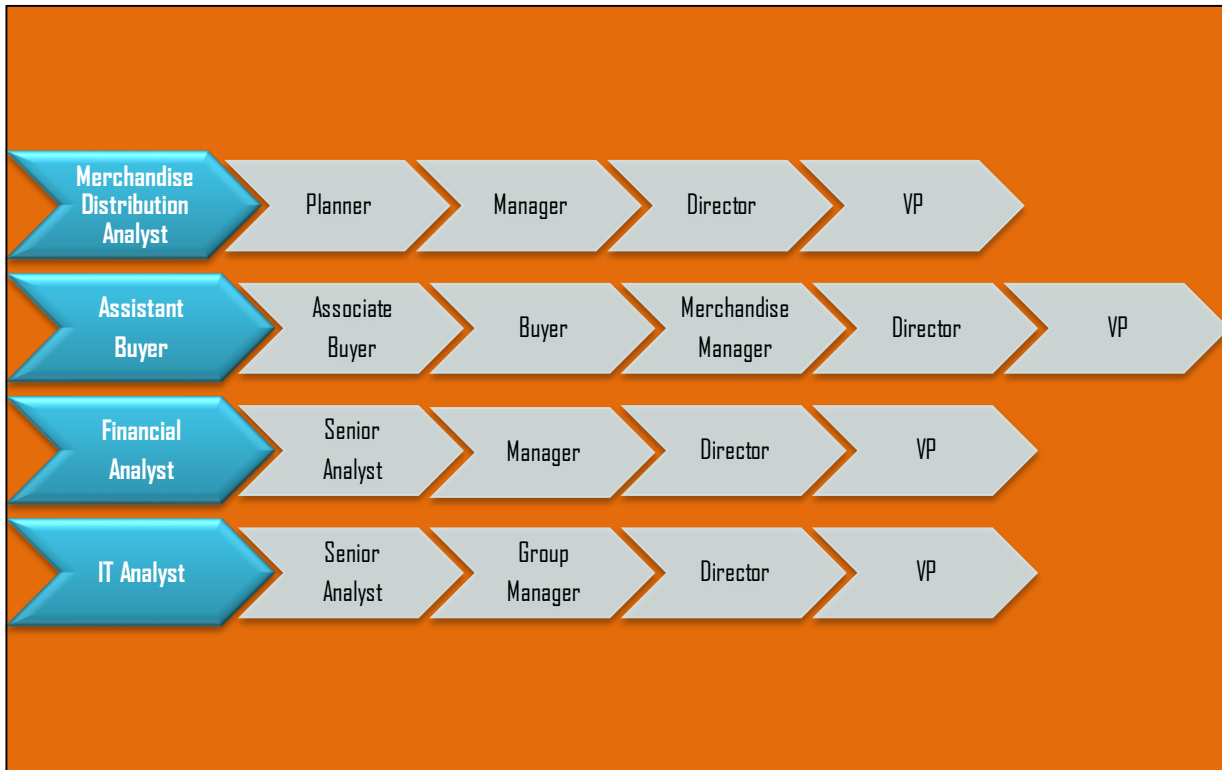 Merchandise
Distribution
Analyst
Planner
Manager
Director
VP
Assistant
Buyer
Associate
Buyer
Buyer
Merchandise
Manager
Director
VP
Financial
Analyst
Senior
Analyst
Manager
Director
VP
IT Analyst
Senior
Analyst
Group
Manager
Director
VP